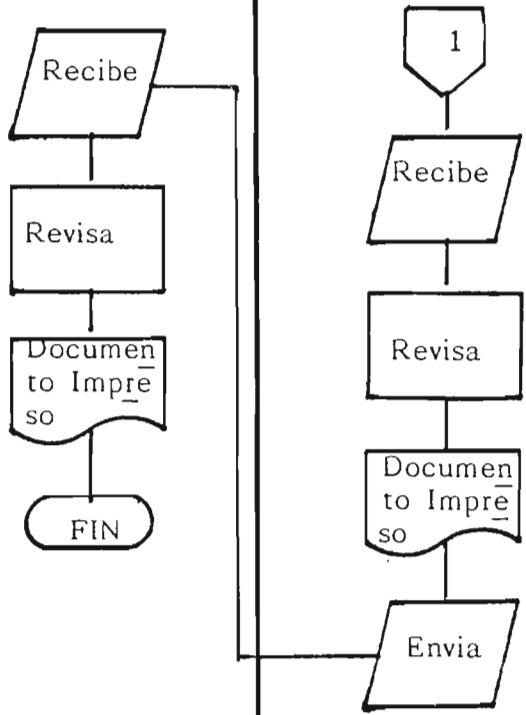 Recibe
Revisa
Documen
to Impre
so
FIN
1
Recibe
Revisa
Documen
to Impre
so
Envia